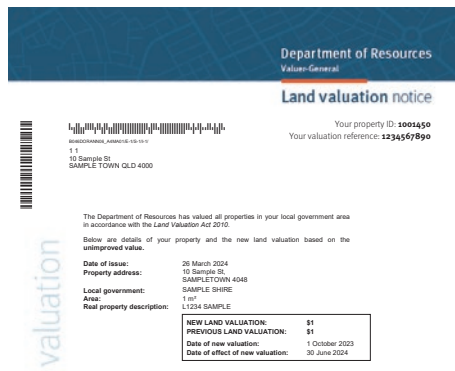 Department of Resources
Valuer-General
Land valuation notice
Your property ID: 1001450
Your valuation reference: 1234567890
1 1
10 Sample St
SAMPLE TOWN QLD 4000
The Department of Resources has valued all properties in your local government area
in accordance with the Land Valuation Act 2010.
Below are details of your property and the new land valuation based on the
unimproved value.
Date of issue: 26 March 2024
Property address: 10 Sample St,
SAMPLETOWN 4048
Local government: SAMPLE SHIRE
Area: 1 m²
Real property description: L1234 SAMPLE
NEW LAND VALUATION: $1
PREVIOUS LAND VALUATION: $1
Date of new valuation: 1 October 2023
Date of effect of new valuation: 30 June 2024
valuation